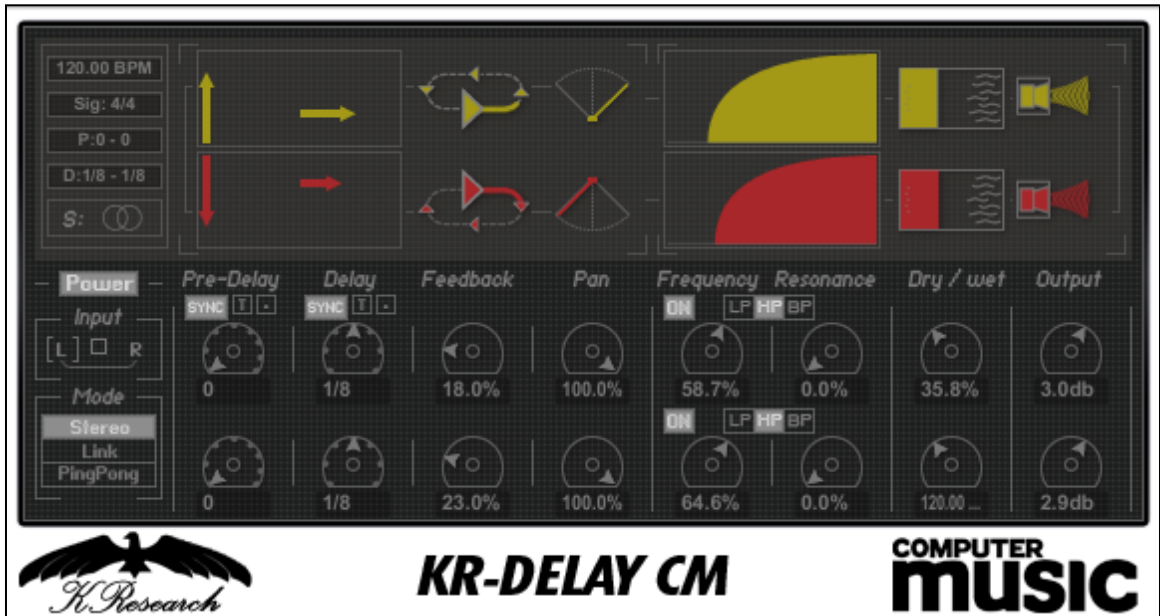 120.00 BPM
Sig: 4/4
P:0 - 0
D:1/8 - 1/8
S:
Power
Pre-Delay Delay Feedback Pan Frequency Resonance Dry / wet Output
SYNC T . SYNC T . ON LP HP BP
Input
[L] R
0 1/8 18.0% 100.0% 58.7% 0.0% 35.8% 3.0db
Mode
ON LP HP BP
Stereo
Link
PingPong
0 1/8 23.0% 100.0% 64.6% 0.0% 120.00 ... 2.9db
K.Research
KR-DELAY CM
COMPUTER
music